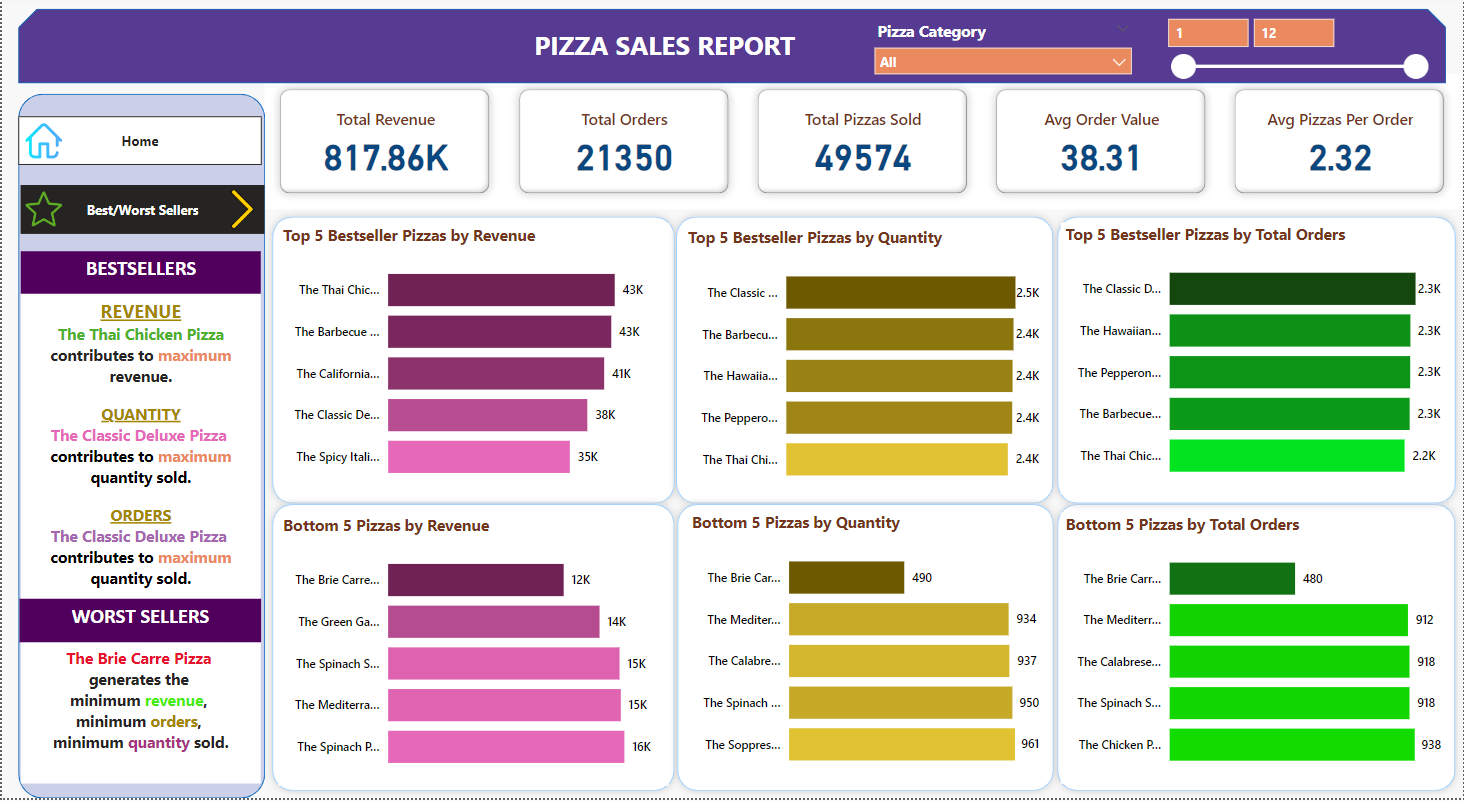 PIZZA SALES REPORT
Pizza Category
All
1
12
Home
Best/Worst Sellers
BESTSELLERS
REVENUE
The Thai Chicken Pizza
contributes to maximum
revenue.
QUANTITY
The Classic Deluxe Pizza
contributes to maximum
quantity sold.
ORDERS
The Classic Deluxe Pizza
contributes to maximum
quantity sold.
WORST SELLERS
The Brie Carre Pizza
generates the
minimum revenue,
minimum orders,
minimum quantity sold.
Total Revenue
817.86K
Total Orders
21350
Total Pizzas Sold
49574
Avg Order Value
38.31
Avg Pizzas Per Order
2.32
Top 5 Bestseller Pizzas by Revenue
The Thai Chic... 43K
The Barbecue ... 43K
The California... 41K
The Classic De... 38K
The Spicy Itali... 35K
Top 5 Bestseller Pizzas by Quantity
The Classic ... 2.5K
The Barbecu... 2.4K
The Hawaiia... 2.4K
The Peppero... 2.4K
The Thai Chi... 2.4K
Top 5 Bestseller Pizzas by Total Orders
The Classic D... 2.3K
The Hawaiian... 2.3K
The Pepperon... 2.3K
The Barbecue... 2.3K
The Thai Chic... 2.2K
Bottom 5 Pizzas by Revenue
The Brie Carre... 12K
The Green Ga... 14K
The Spinach S... 15K
The Mediterra... 15K
The Spinach P... 16K
Bottom 5 Pizzas by Quantity
The Brie Car... 490
The Mediter... 934
The Calabre... 937
The Spinach ... 950
The Soppres... 961
Bottom 5 Pizzas by Total Orders
The Brie Carr... 480
The Mediterr... 912
The Calabrese... 918
The Spinach S... 918
The Chicken P... 938